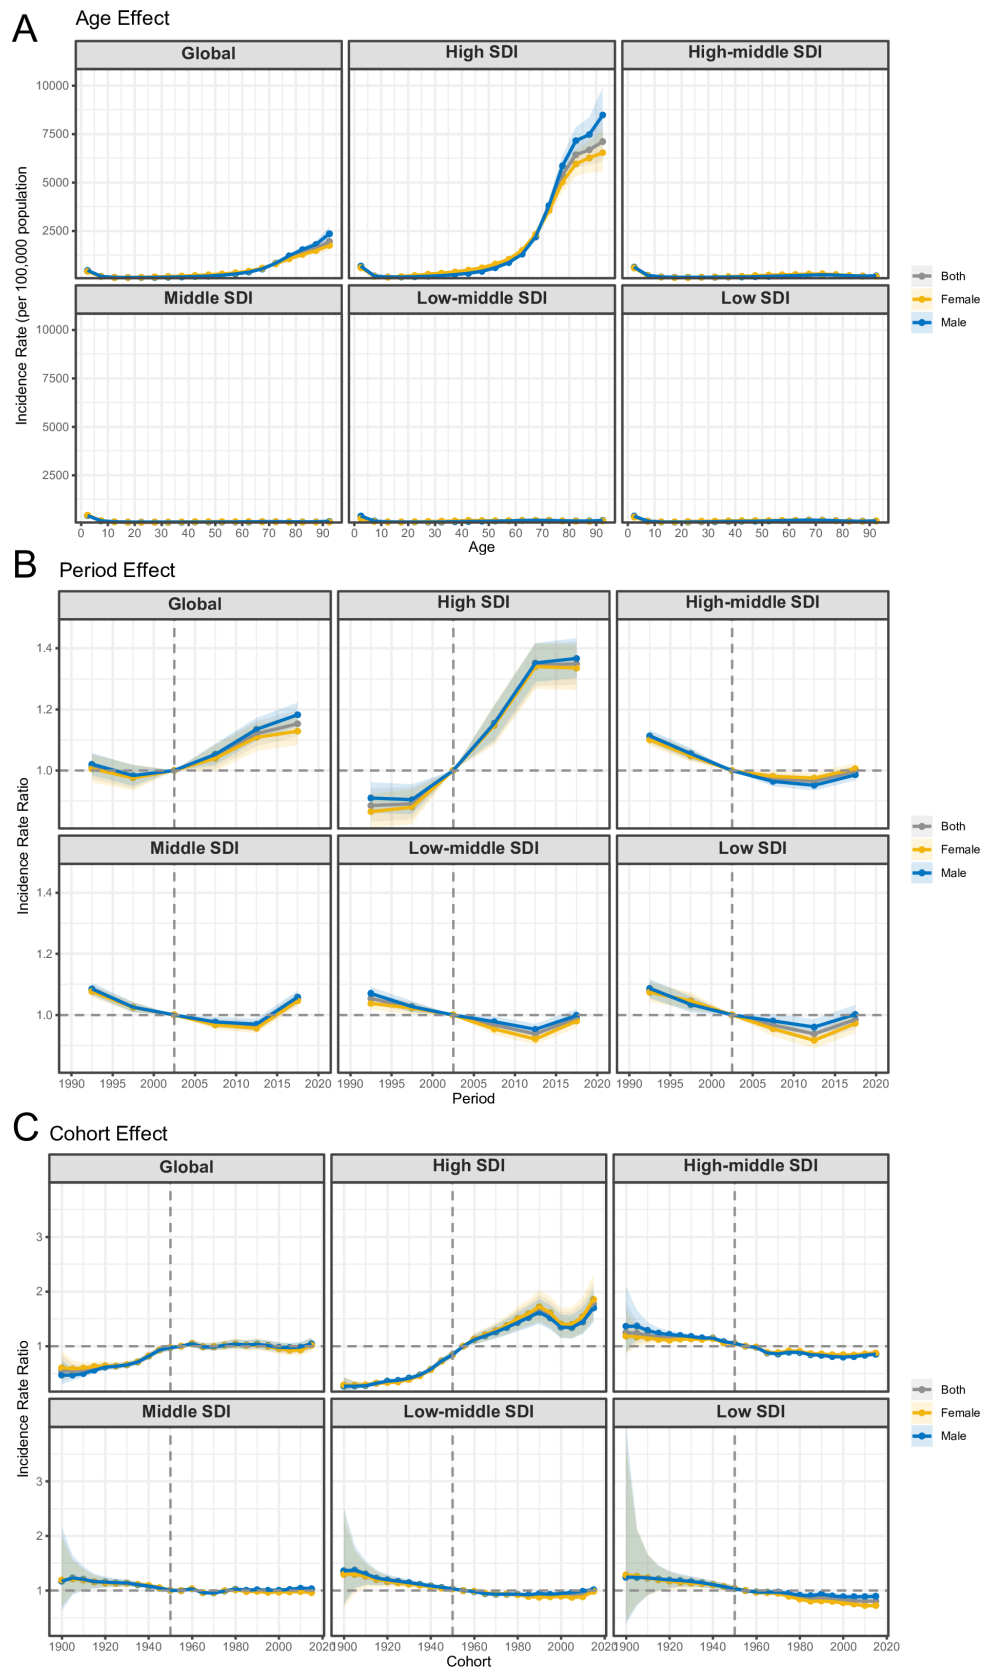 A
Age Effect
Global
High SDI
High-middle SDI
10000
7500
5000
2500
Middle SDI
Low-middle SDI
Low SDI
10000
7500
5000
2500
0 10 20 30 40 50 60 70 80 90
0 10 20 30 40 50 60 70 80 90
0 10 20 30 40 50 60 70 80 90
Age
Incidence Rate (per 100,000 population
Both
Female
Male
B
Period Effect
Global
High SDI
High-middle SDI
1.4
1.2
1.0
Middle SDI
Low-middle SDI
Low SDI
1.4
1.2
1.0
1990 1995 2000 2005 2010 2015 2020
1990 1995 2000 2005 2010 2015 2020
1990 1995 2000 2005 2010 2015 2020
Period
Incidence Rate Ratio
Both
Female
Male
C
Cohort Effect
Global
High SDI
High-middle SDI
3
2
1
Middle SDI
Low-middle SDI
Low SDI
3
2
1
1900 1920 1940 1960 1980 2000 2020
1900 1920 1940 1960 1980 2000 2020
1900 1920 1940 1960 1980 2000 2020
Cohort
Incidence Rate Ratio
Both
Female
Male